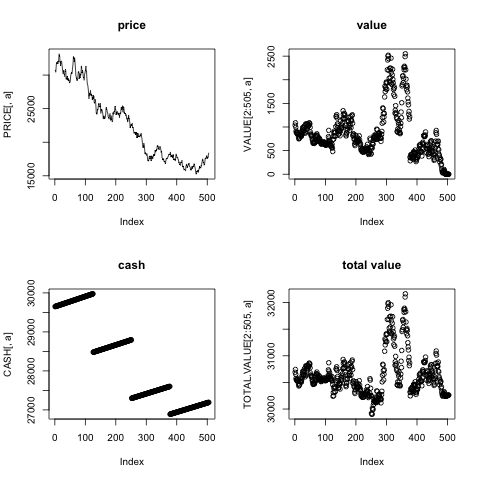 price
PRICE[, a]
15000 25000
0 100 200 300 400 500
Index
value
VALUE[2:505, a]
0 500 1500 2500
0 100 200 300 400 500
Index
cash
CASH[, a]
27000 28000 29000 30000
0 100 200 300 400 500
Index
total value
TOTAL.VALUE[2:505, a]
30000 31000 32000
0 100 200 300 400 500
Index